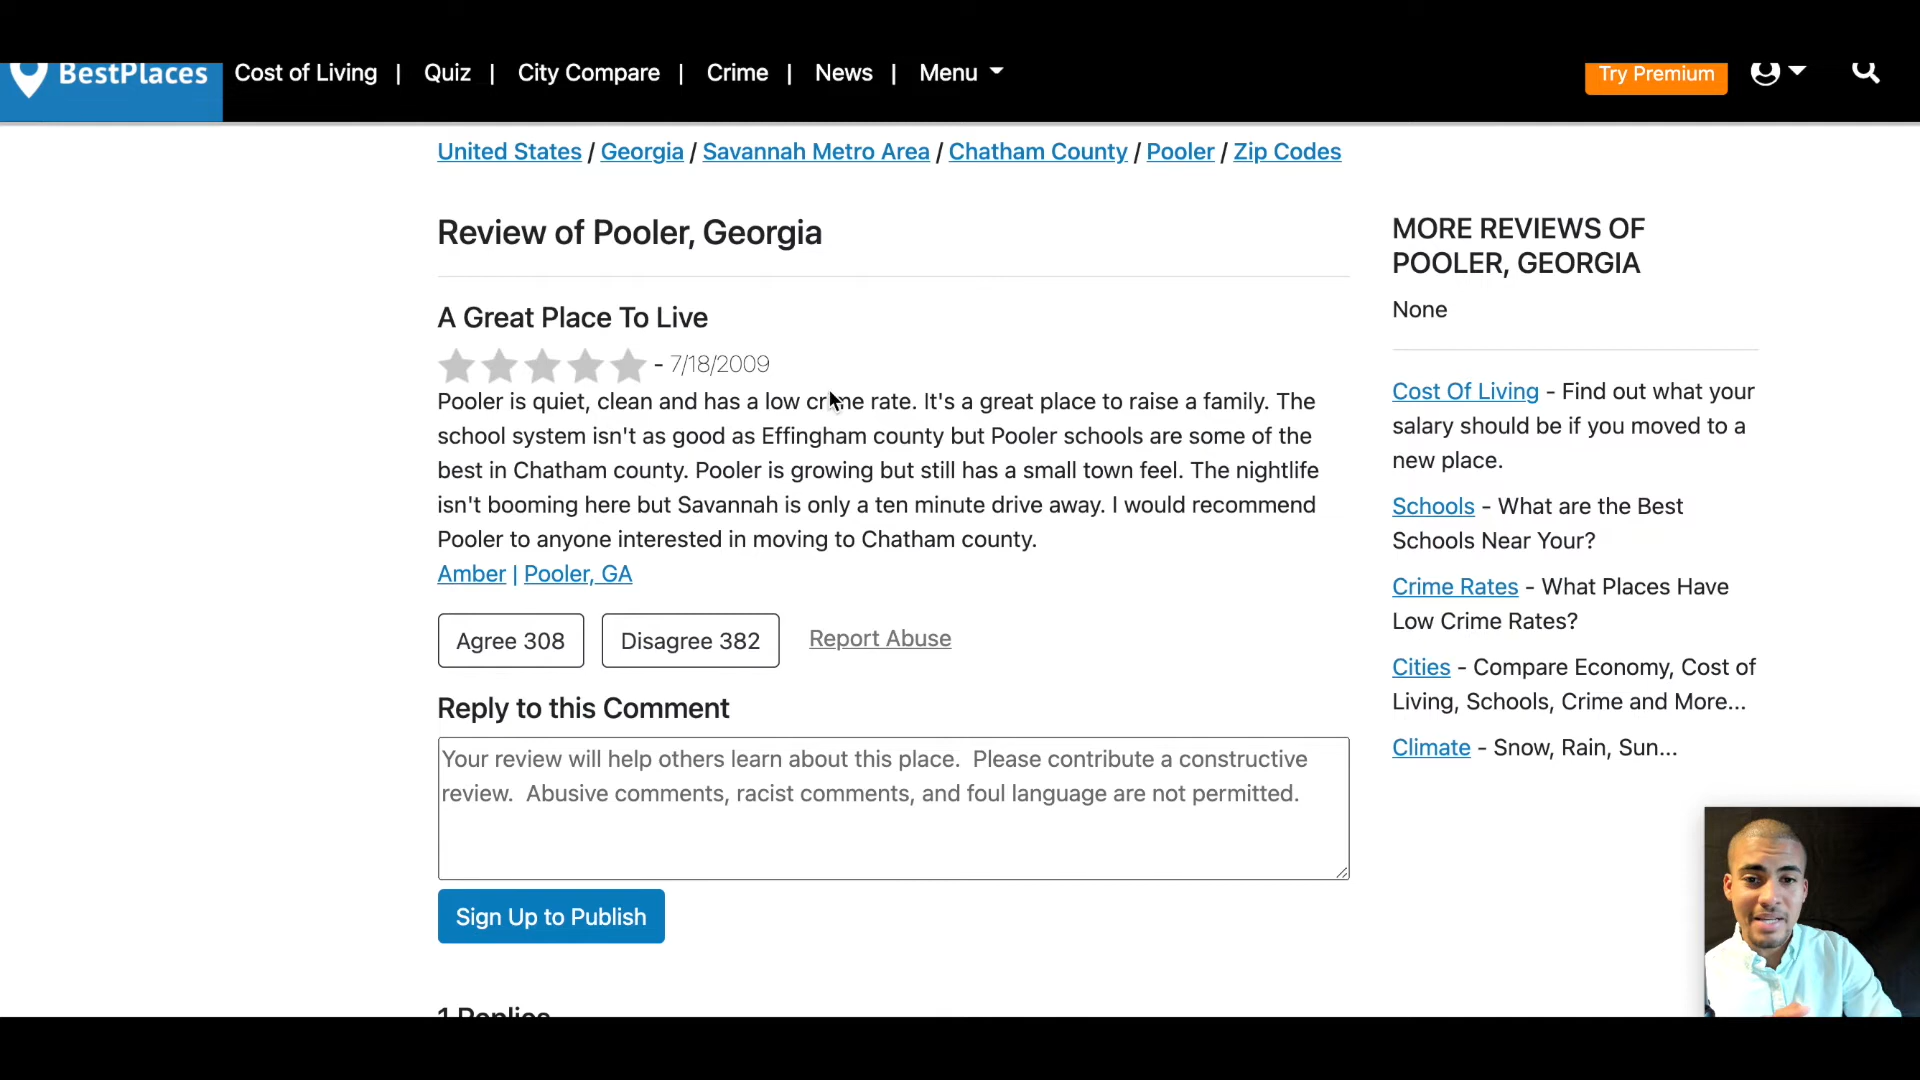 BestPlaces
Cost of Living | Quiz | City Compare | Crime | News | Menu
Try Premium
United States / Georgia / Savannah Metro Area / Chatham County / Pooler / Zip Codes
Review of Pooler, Georgia
A Great Place To Live
- 7/18/2009
Pooler is quiet, clean and has a low crime rate. It's a great place to raise a family. The
school system isn't as good as Effingham county but Pooler schools are some of the
best in Chatham county. Pooler is growing but still has a small town feel. The nightlife
isn't booming here but Savannah is only a ten minute drive away. I would recommend
Pooler to anyone interested in moving to Chatham county.
Amber | Pooler, GA
Agree 308
Disagree 382
Report Abuse
Reply to this Comment
Your review will help others learn about this place. Please contribute a constructive
review. Abusive comments, racist comments, and foul language are not permitted.
Sign Up to Publish
1 Replies
MORE REVIEWS OF
POOLER, GEORGIA
None
Cost Of Living - Find out what your
salary should be if you moved to a
new place.
Schools - What are the Best
Schools Near Your?
Crime Rates - What Places Have
Low Crime Rates?
Cities - Compare Economy, Cost of
Living, Schools, Crime and More...
Climate - Snow, Rain, Sun...